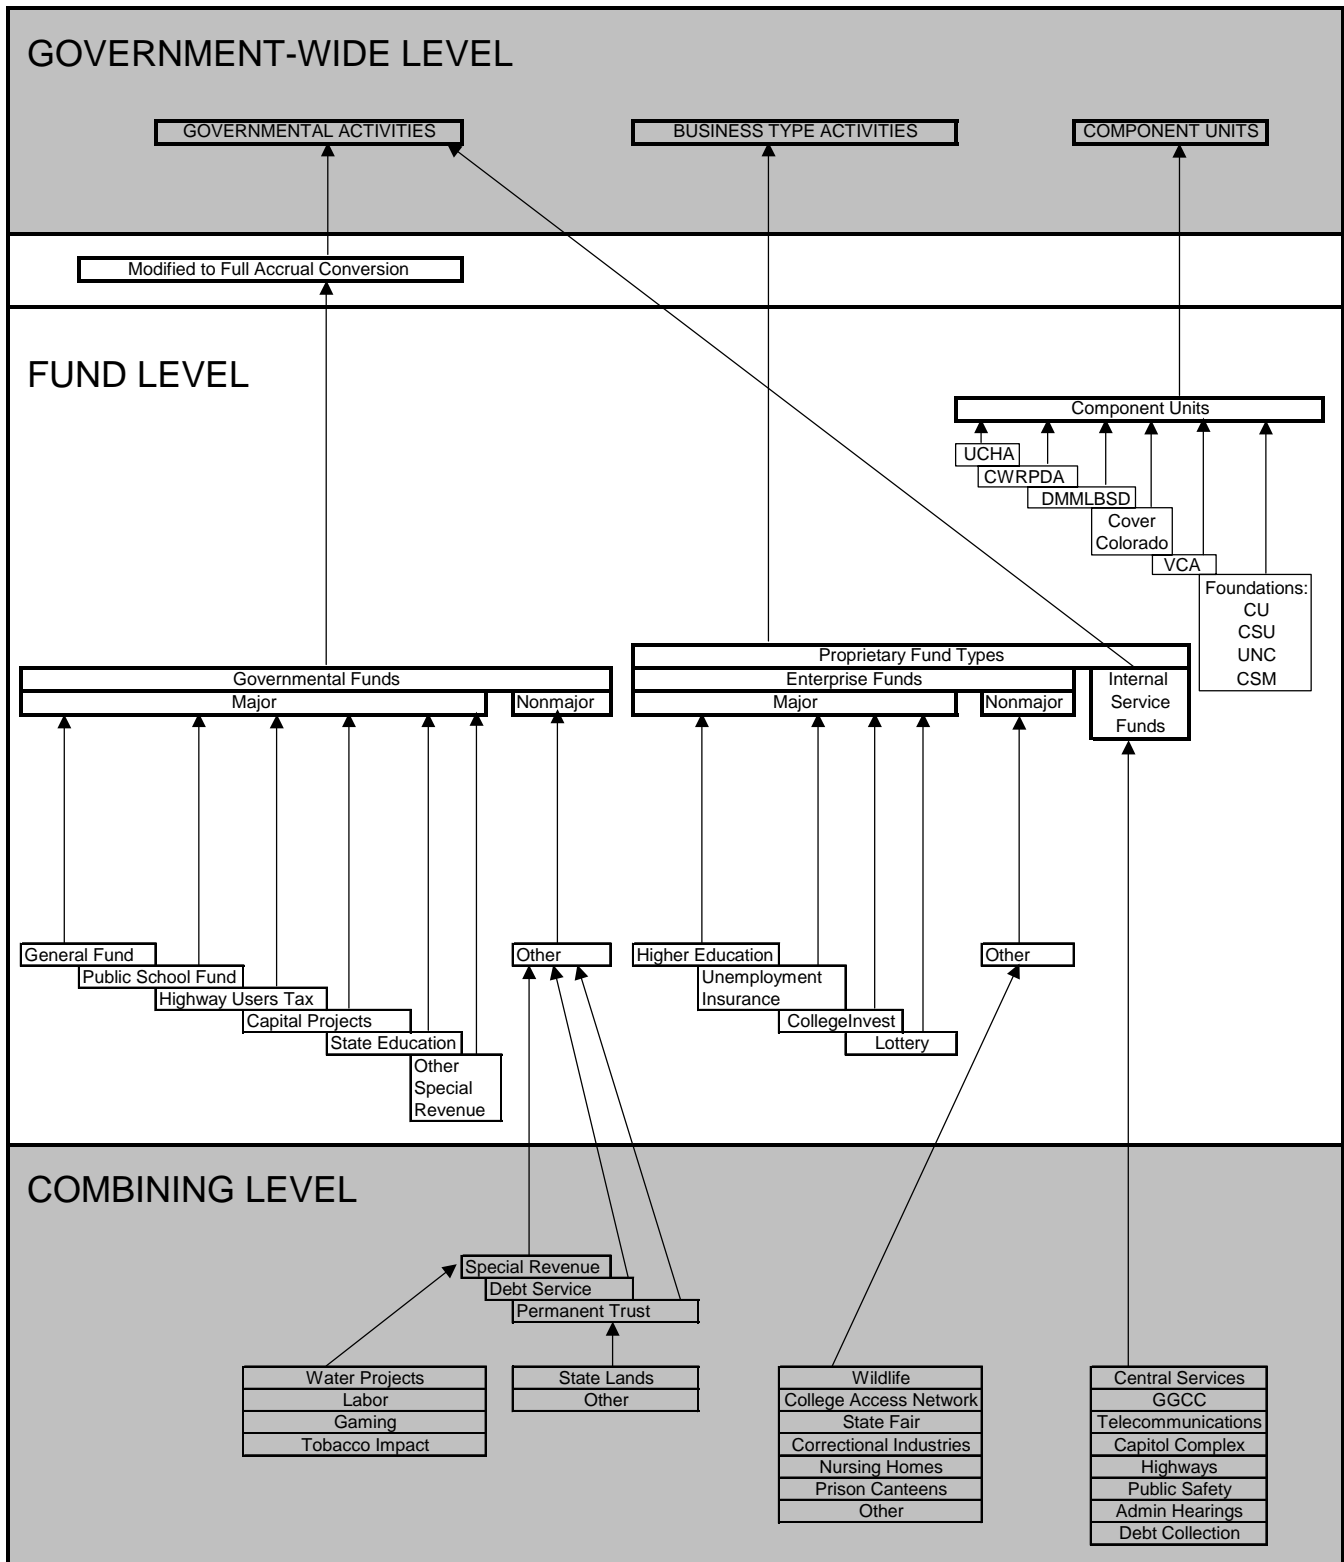 GOVERNMENT-WIDE LEVEL
GOVERNMENTAL ACTIVITIES
BUSINESS TYPE ACTIVITIES
COMPONENT UNITS
Modified to Full Accrual Conversion
FUND LEVEL
Component Units
UCHA
CWRPDA
DMMLBSD
Cover
Colorado
VCA
Foundations:
CU
CSU
UNC
CSM
Governmental Funds
Major
Nonmajor
Proprietary Fund Types
Enterprise Funds
Major
Nonmajor
Internal
Service
Funds
General Fund
Public School Fund
Highway Users Tax
Capital Projects
State Education
Other
Special
Revenue
Other
Higher Education
Unemployment
Insurance
CollegeInvest
Lottery
Other
COMBINING LEVEL
Special Revenue
Debt Service
Permanent Trust
Water Projects
Labor
Gaming
Tobacco Impact
State Lands
Other
Wildlife
College Access Network
State Fair
Correctional Industries
Nursing Homes
Prison Canteens
Other
Central Services
GGCC
Telecommunications
Capitol Complex
Highways
Public Safety
Admin Hearings
Debt Collection